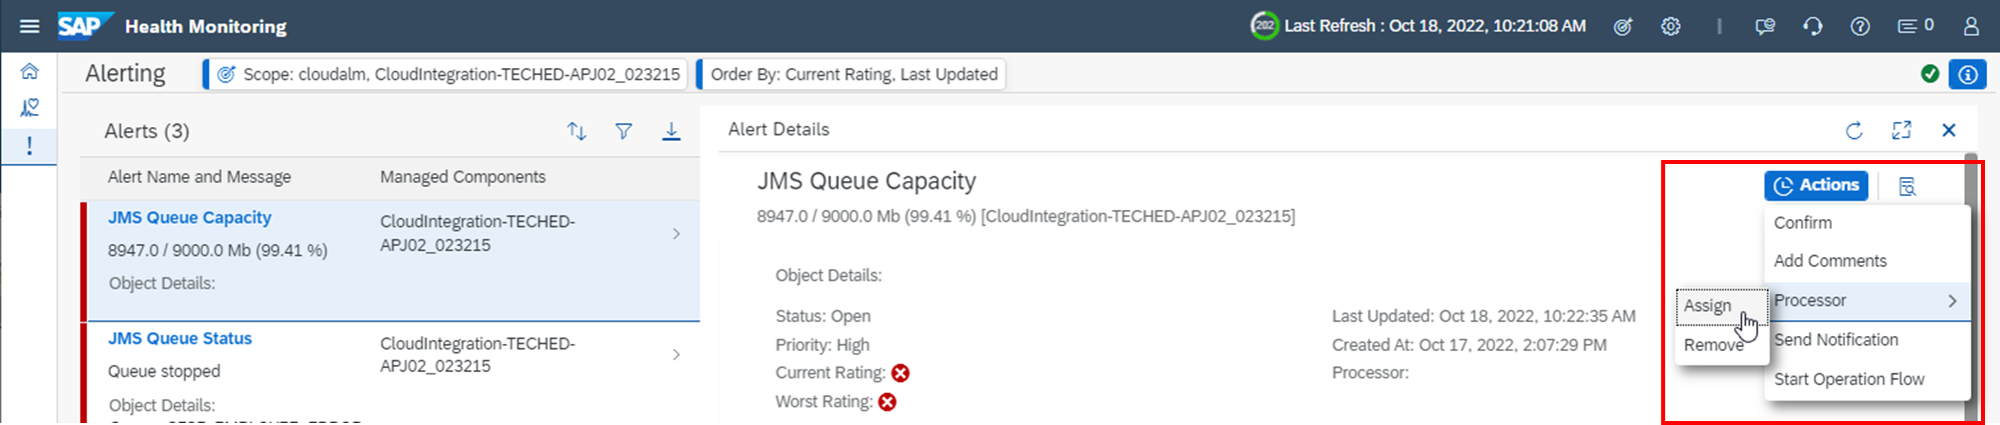 SAP Health Monitoring
202 Last Refresh : Oct 18, 2022, 10:21:08 AM
0
Alerting
Scope: cloudalm, CloudIntegration-TECHED-APJ02_023215
Order By: Current Rating, Last Updated
Alerts (3)
Alert Name and Message
Managed Components
JMS Queue Capacity
8947.0 / 9000.0 Mb (99.41 %)
Object Details:
CloudIntegration-TECHED-
APJ02_023215
JMS Queue Status
Queue stopped
Object Details:
CloudIntegration-TECHED-
APJ02_023215
Alert Details
JMS Queue Capacity
8947.0 / 9000.0 Mb (99.41 %) [CloudIntegration-TECHED-APJ02_023215]
Object Details:
Status: Open
Priority: High
Current Rating:
Worst Rating:
Last Updated: Oct 18, 2022, 10:22:35 AM
Created At: Oct 17, 2022, 2:07:29 PM
Processor:
Actions
Confirm
Add Comments
Processor
Send Notification
Start Operation Flow
Assign
Remove